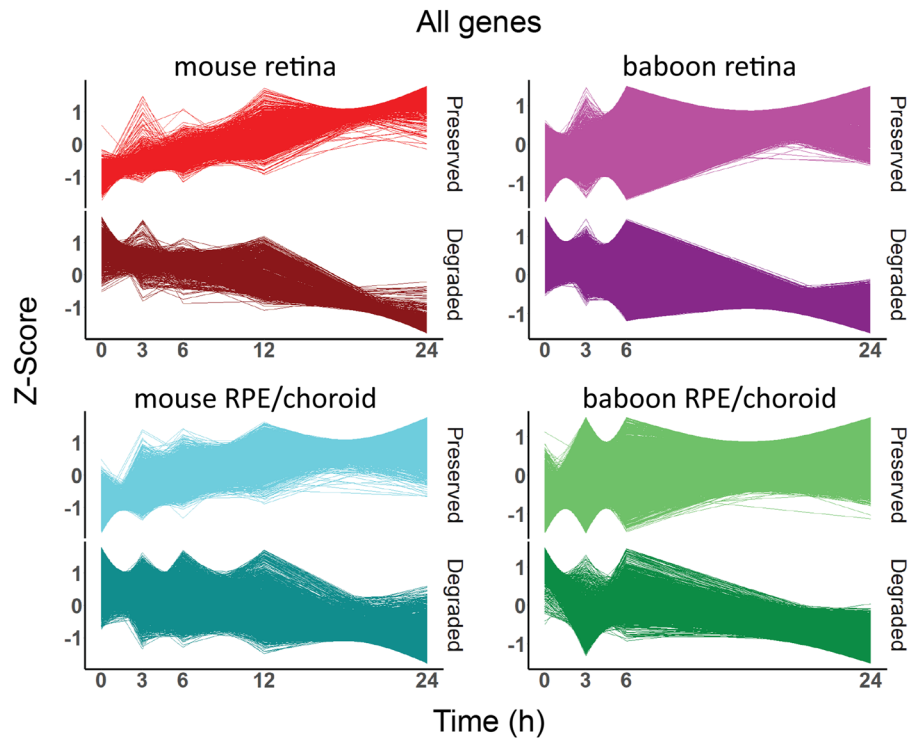 All genes
mouse retina
baboon retina
1
0
-1
Preserved
1
0
-1
Preserved
1
0
-1
Degraded
1
0
-1
Degraded
0 3 6 12 24
0 3 6 24
Z-Score
mouse RPE/choroid
baboon RPE/choroid
1
0
-1
Preserved
1
0
-1
Preserved
1
0
-1
Degraded
1
0
-1
Degraded
0 3 6 12 24
0 3 6 24
Time (h)